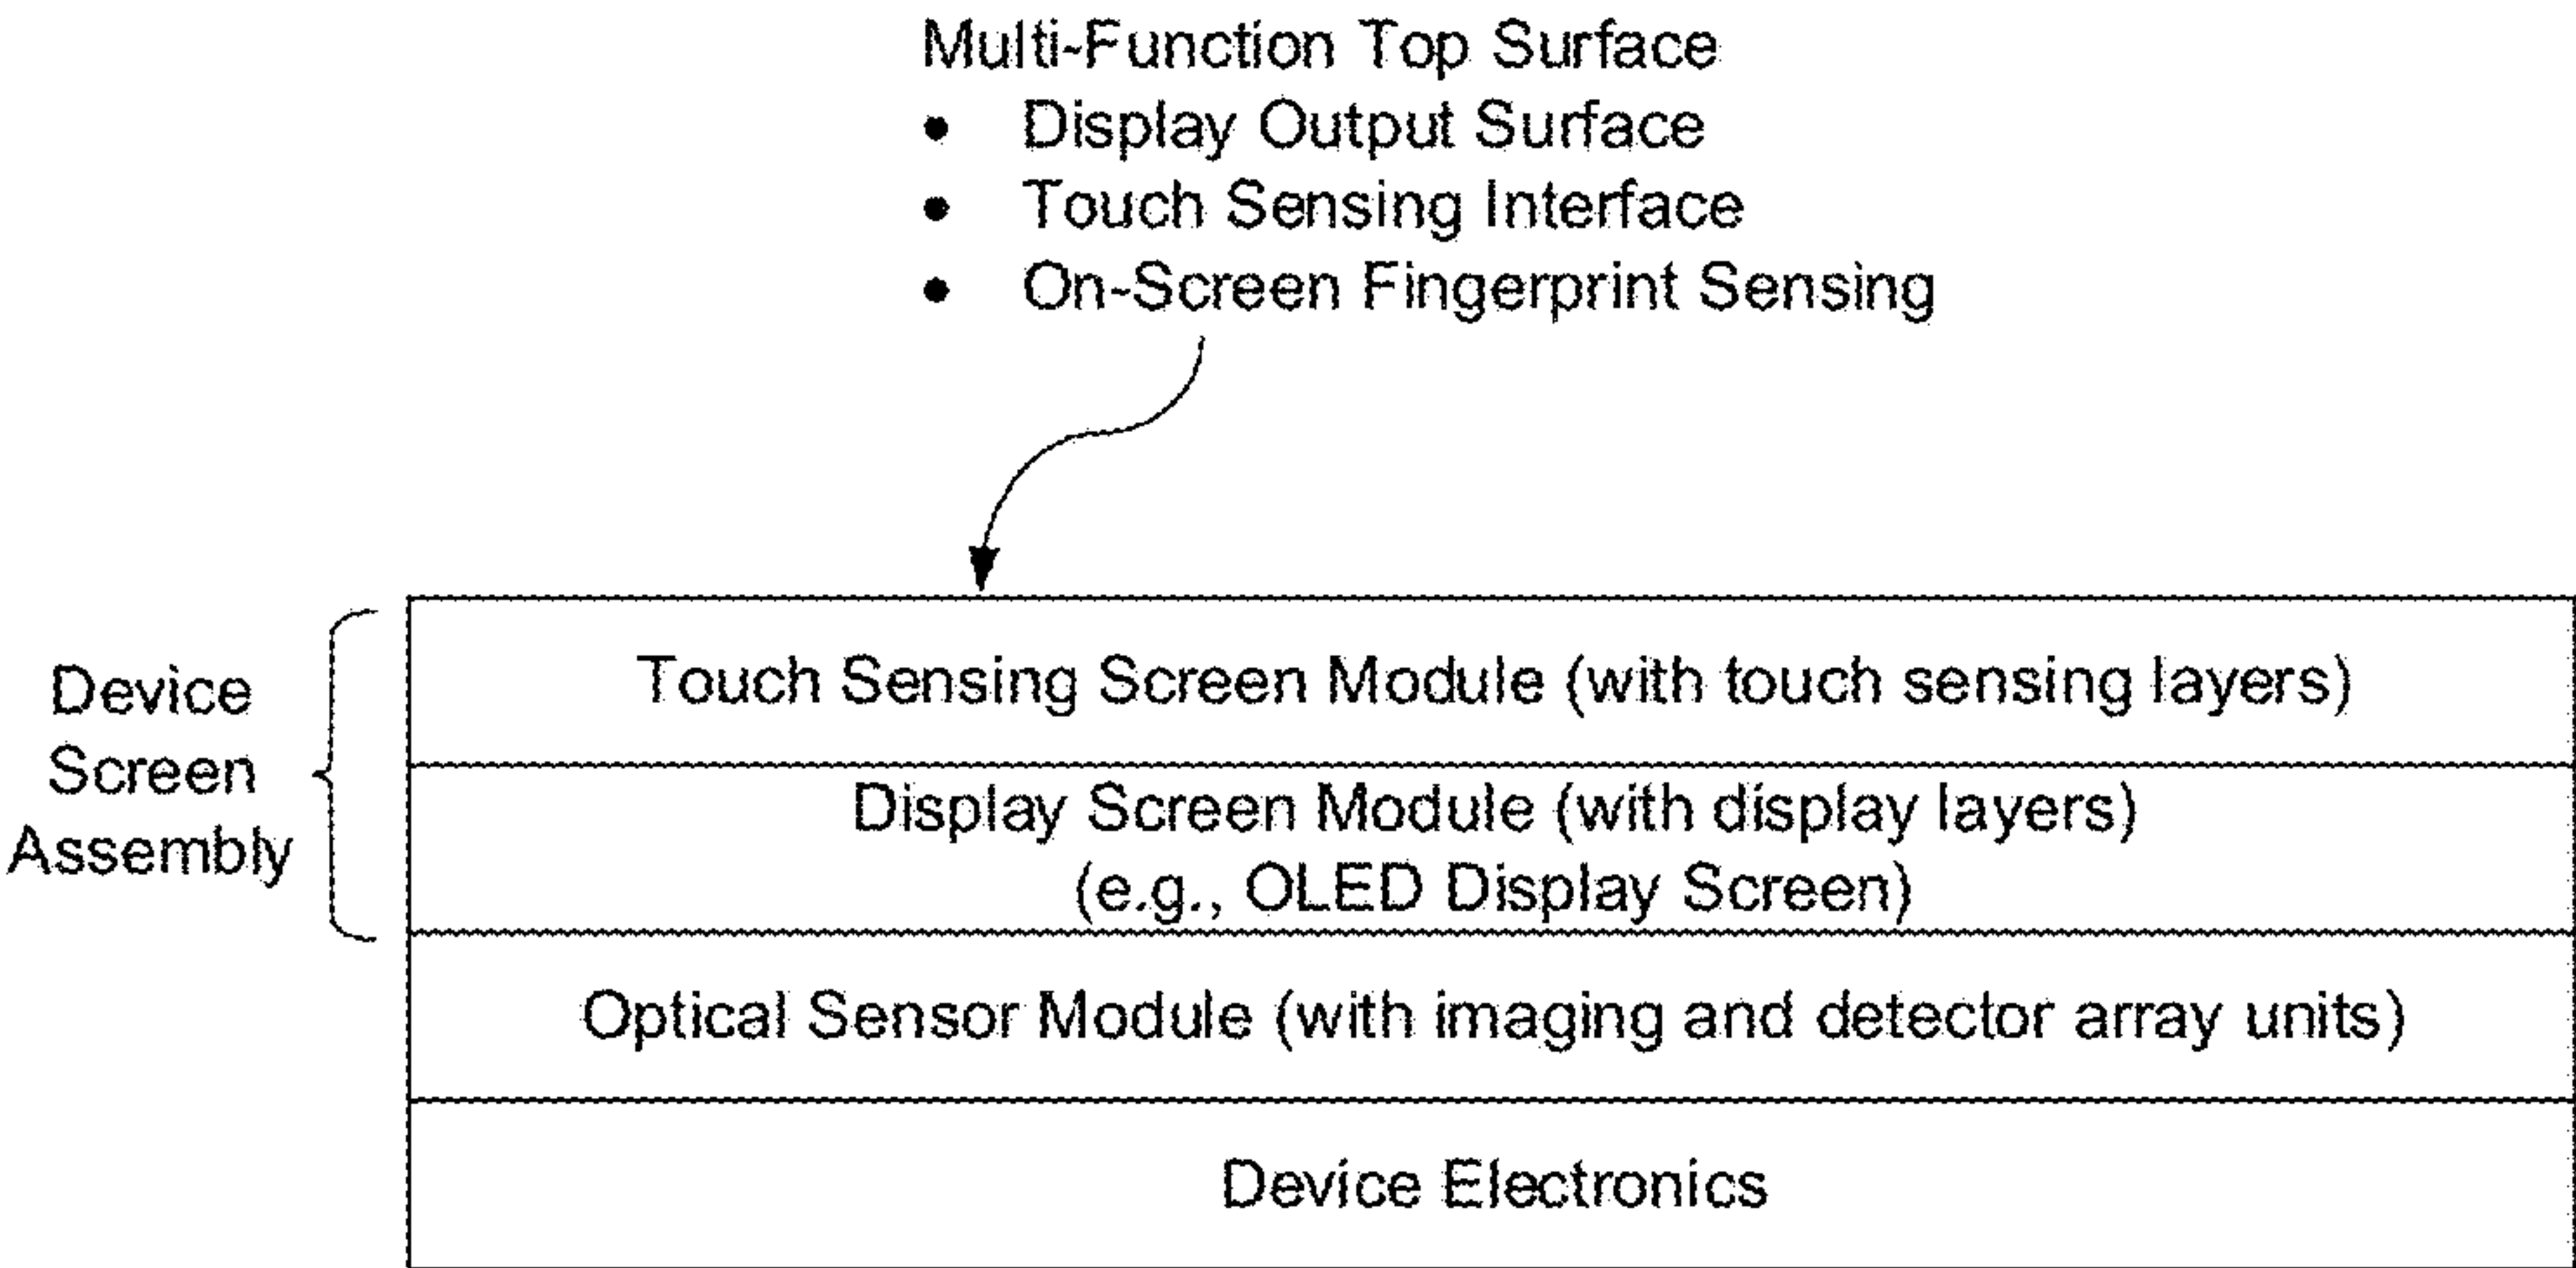 Multi-Function Top Surface
• Display Output Surface
• Touch Sensing Interface
• On-Screen Fingerprint Sensing
Device
Screen
Assembly
Touch Sensing Screen Module (with touch sensing layers)
Display Screen Module (with display layers)
(e.g., OLED Display Screen)
Optical Sensor Module (with imaging and detector array units)
Device Electronics